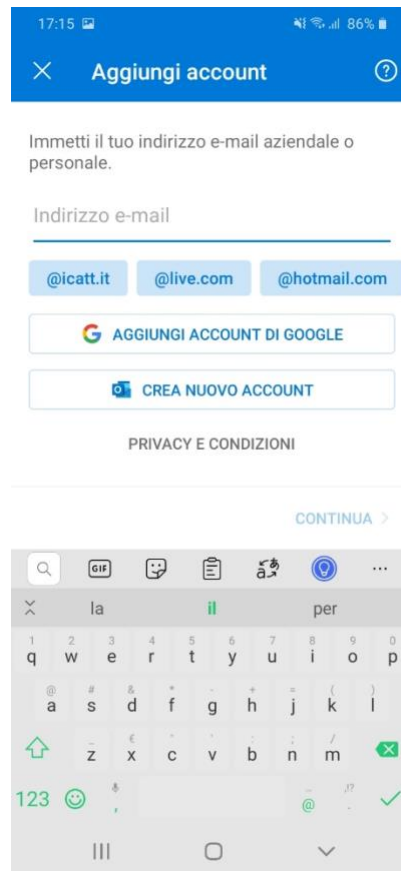 17:15 86%
Aggiungi account ?
Immetti il tuo indirizzo e-mail aziendale o
personale.
Indirizzo e-mail
@icatt.it @live.com @hotmail.com
G AGGIUNGI ACCOUNT DI GOOGLE
CREA NUOVO ACCOUNT
PRIVACY E CONDIZIONI
CONTINUA >
GIF
la il per
1 2 3 4 5 6 7 8 9 0
q w e r t y u i o p
@ # & * - + = ( )
a s d f g h j k l
_ € " ' : ; /
z x c v b n m
123 , @ .